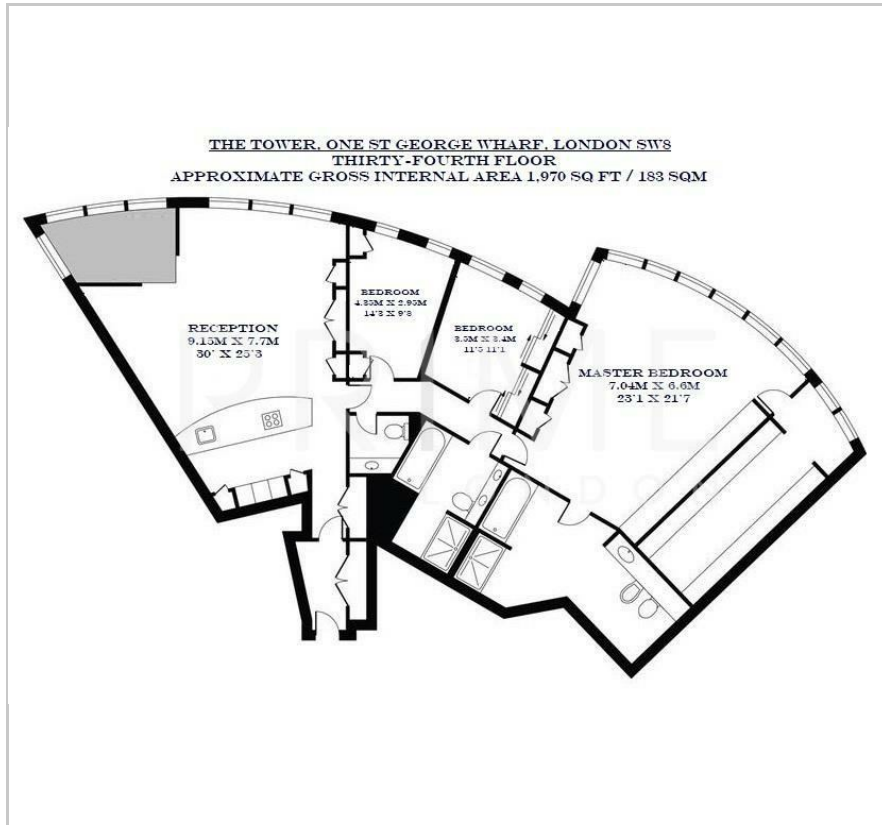 THE TOWER, ONE ST GEORGE WHARF, LONDON SW8
THIRTY-FOURTH FLOOR
APPROXIMATE GROSS INTERNAL AREA 1,970 SQ FT / 183 SQM
BEDROOM
4.35M X 2.95M
14'3 X 9'8
RECEPTION
9.15M X 7.7M
30' X 25'3
BEDROOM
3.5M X 3.4M
11'5 11'1
MASTER BEDROOM
7.04M X 6.6M
23'1 X 21'7
PRIME
LONDON